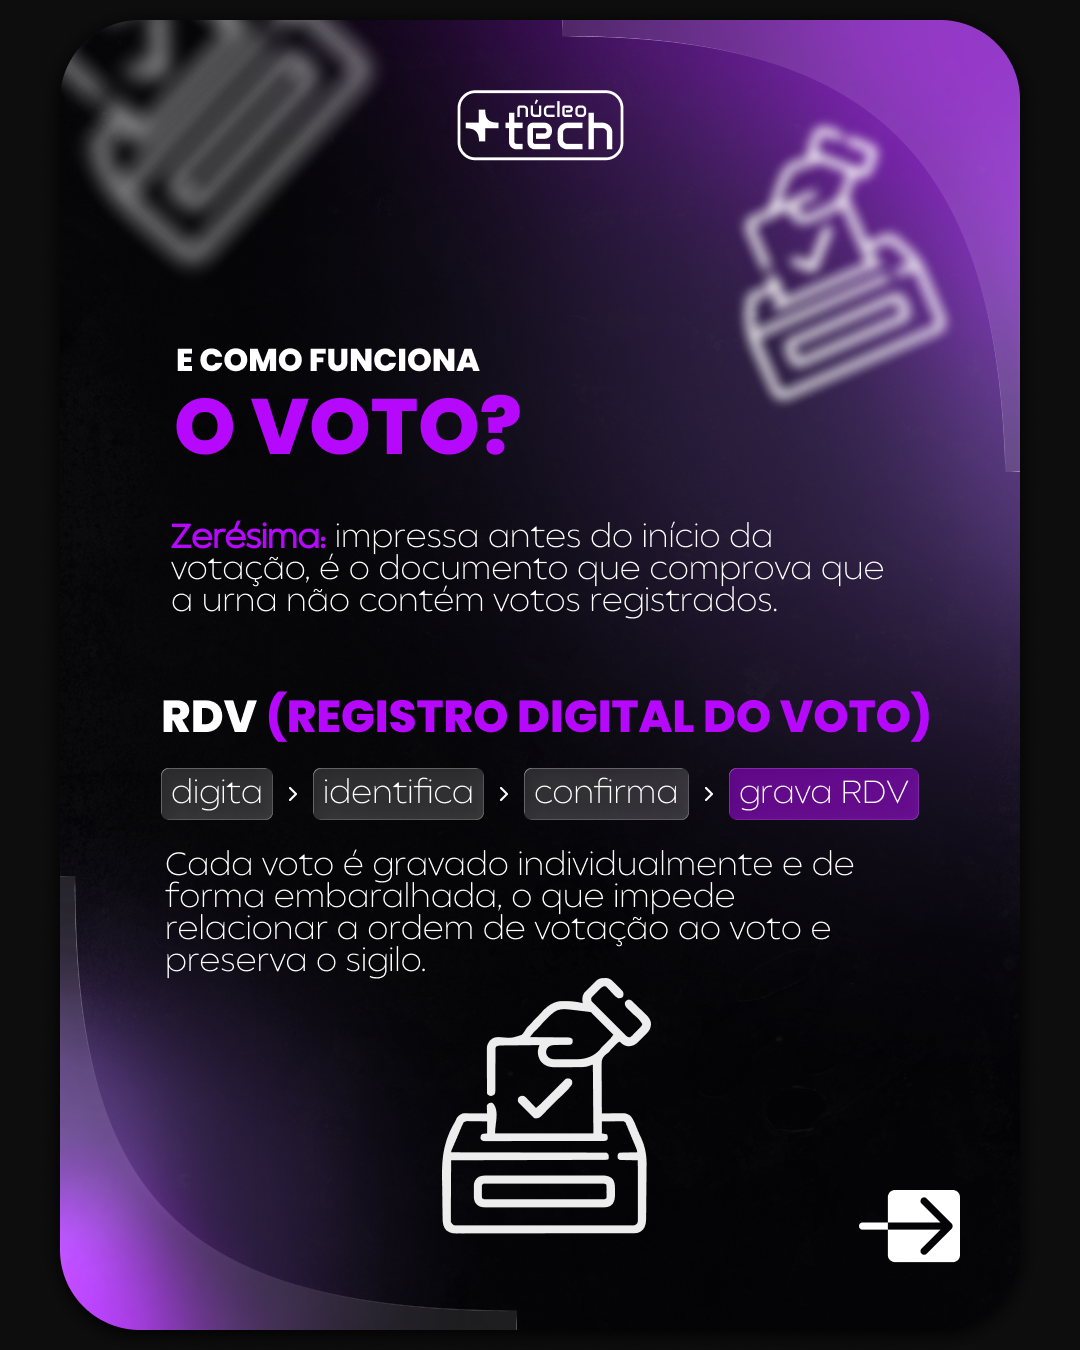 núcleo
tech
E COMO FUNCIONA
O VOTO?
Zerésima: impressa antes do início da
votação, é o documento que comprova que
a urna não contém votos registrados.
RDV (REGISTRO DIGITAL DO VOTO)
digita > identifica > confirma > grava RDV
Cada voto é gravado individualmente e de
forma embaralhada, o que impede
relacionar a ordem de votação ao voto e
preserva o sigilo.